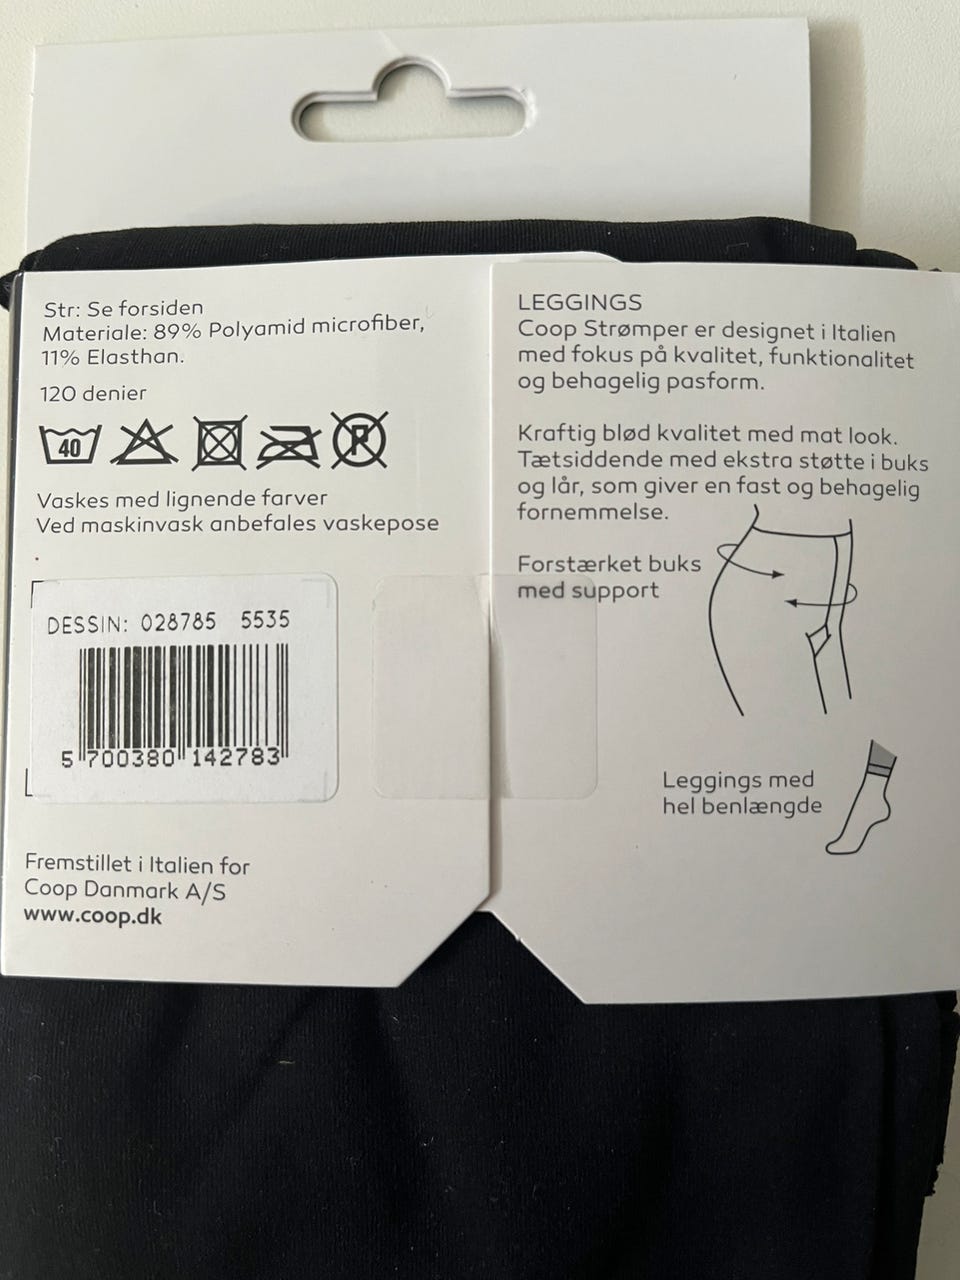 Str: Se forsiden
Materiale: 89% Polyamid microfiber,
11% Elasthan.
120 denier
40
P
Vaskes med lignende farver
Ved maskinvask anbefales vaskepose
DESSIN: 028785 5535
5 700380 142783
Fremstillet i Italien for
Coop Danmark A/S
www.coop.dk
LEGGINGS
Coop Strømper er designet i Italien
med fokus på kvalitet, funktionalitet
og behagelig pasform.
Kraftig blød kvalitet med mat look.
Tætsiddende med ekstra støtte i buks
og lår, som giver en fast og behagelig
fornemmelse.
Forstærket buks
med support
Leggings med
hel benlængde